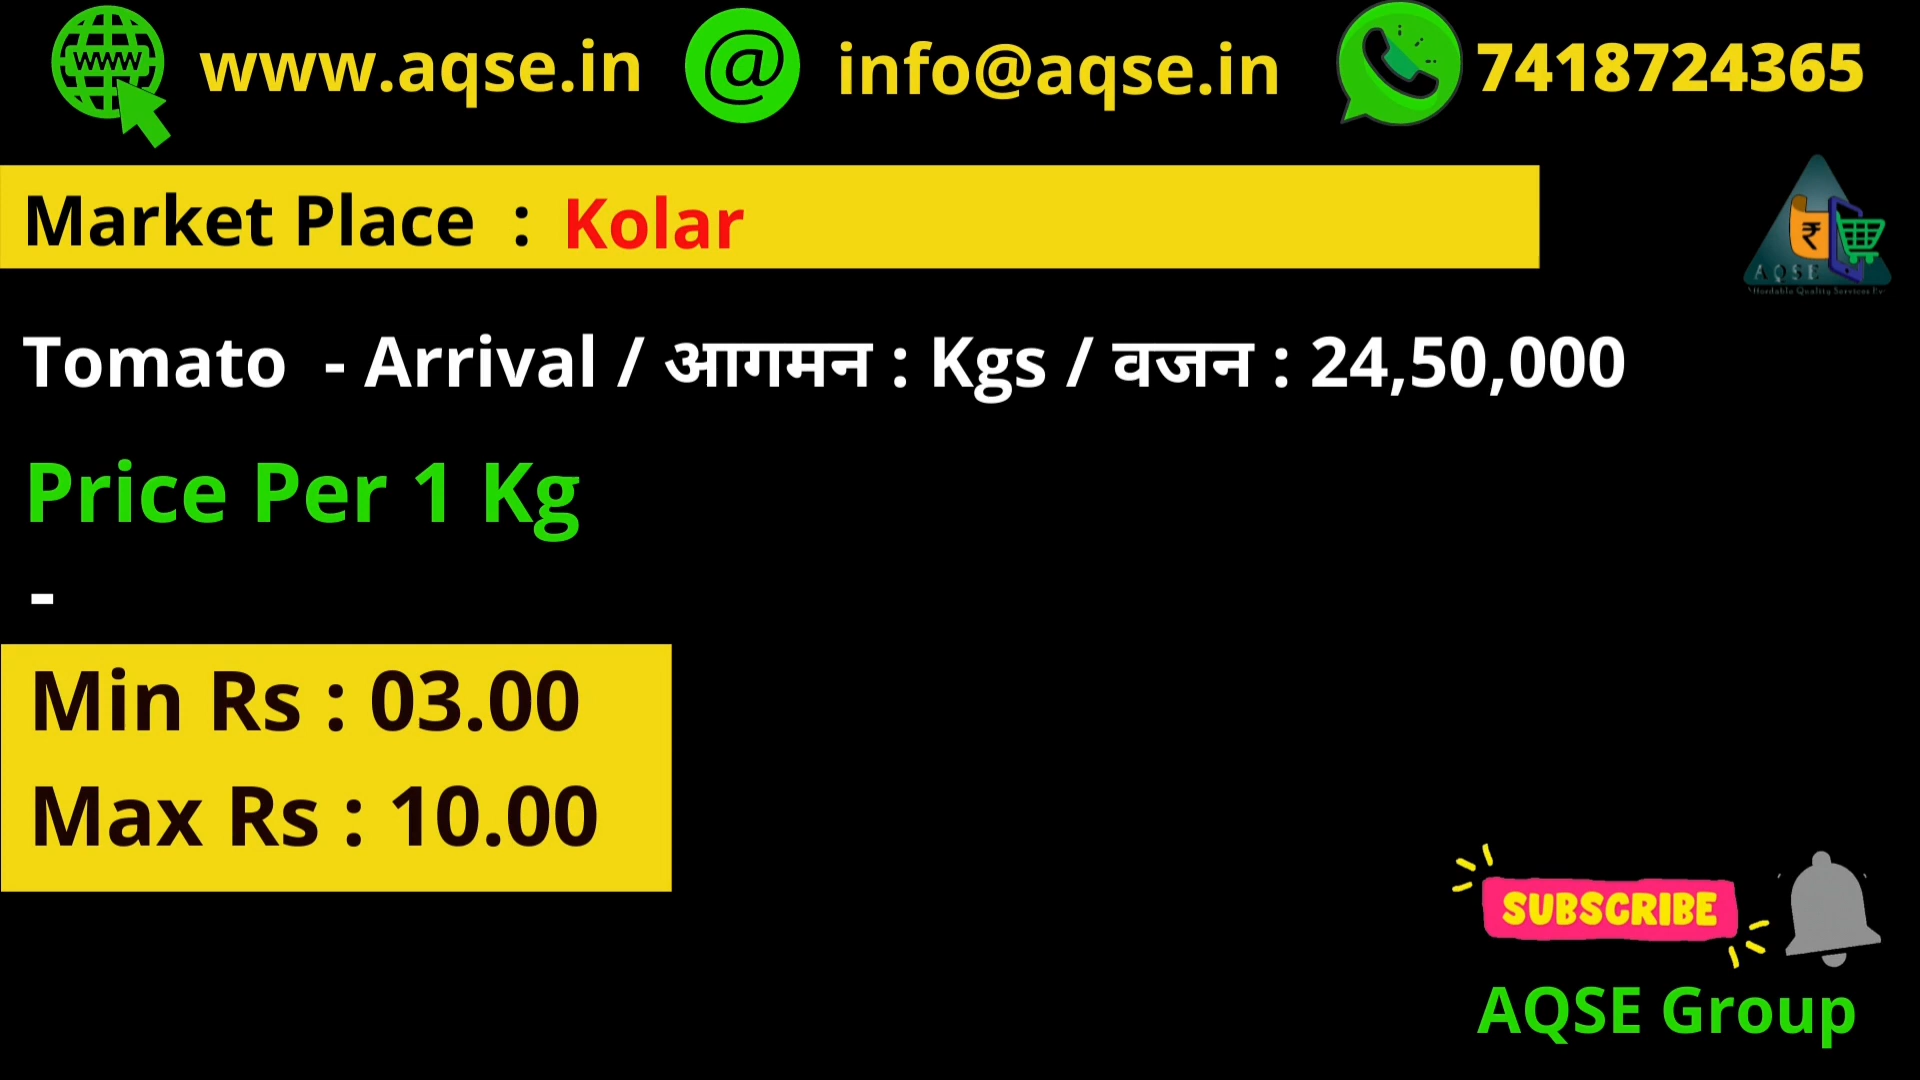 www.aqse.in
info@aqse.in
7418724365
WWW
Market Place : Kolar
AQSE
Tomato - Arrival / आगमन : Kgs / वजन : 24,50,000
Price Per 1 Kg
-
Min Rs : 03.00
Max Rs : 10.00
SUBSCRIBE
AQSE Group